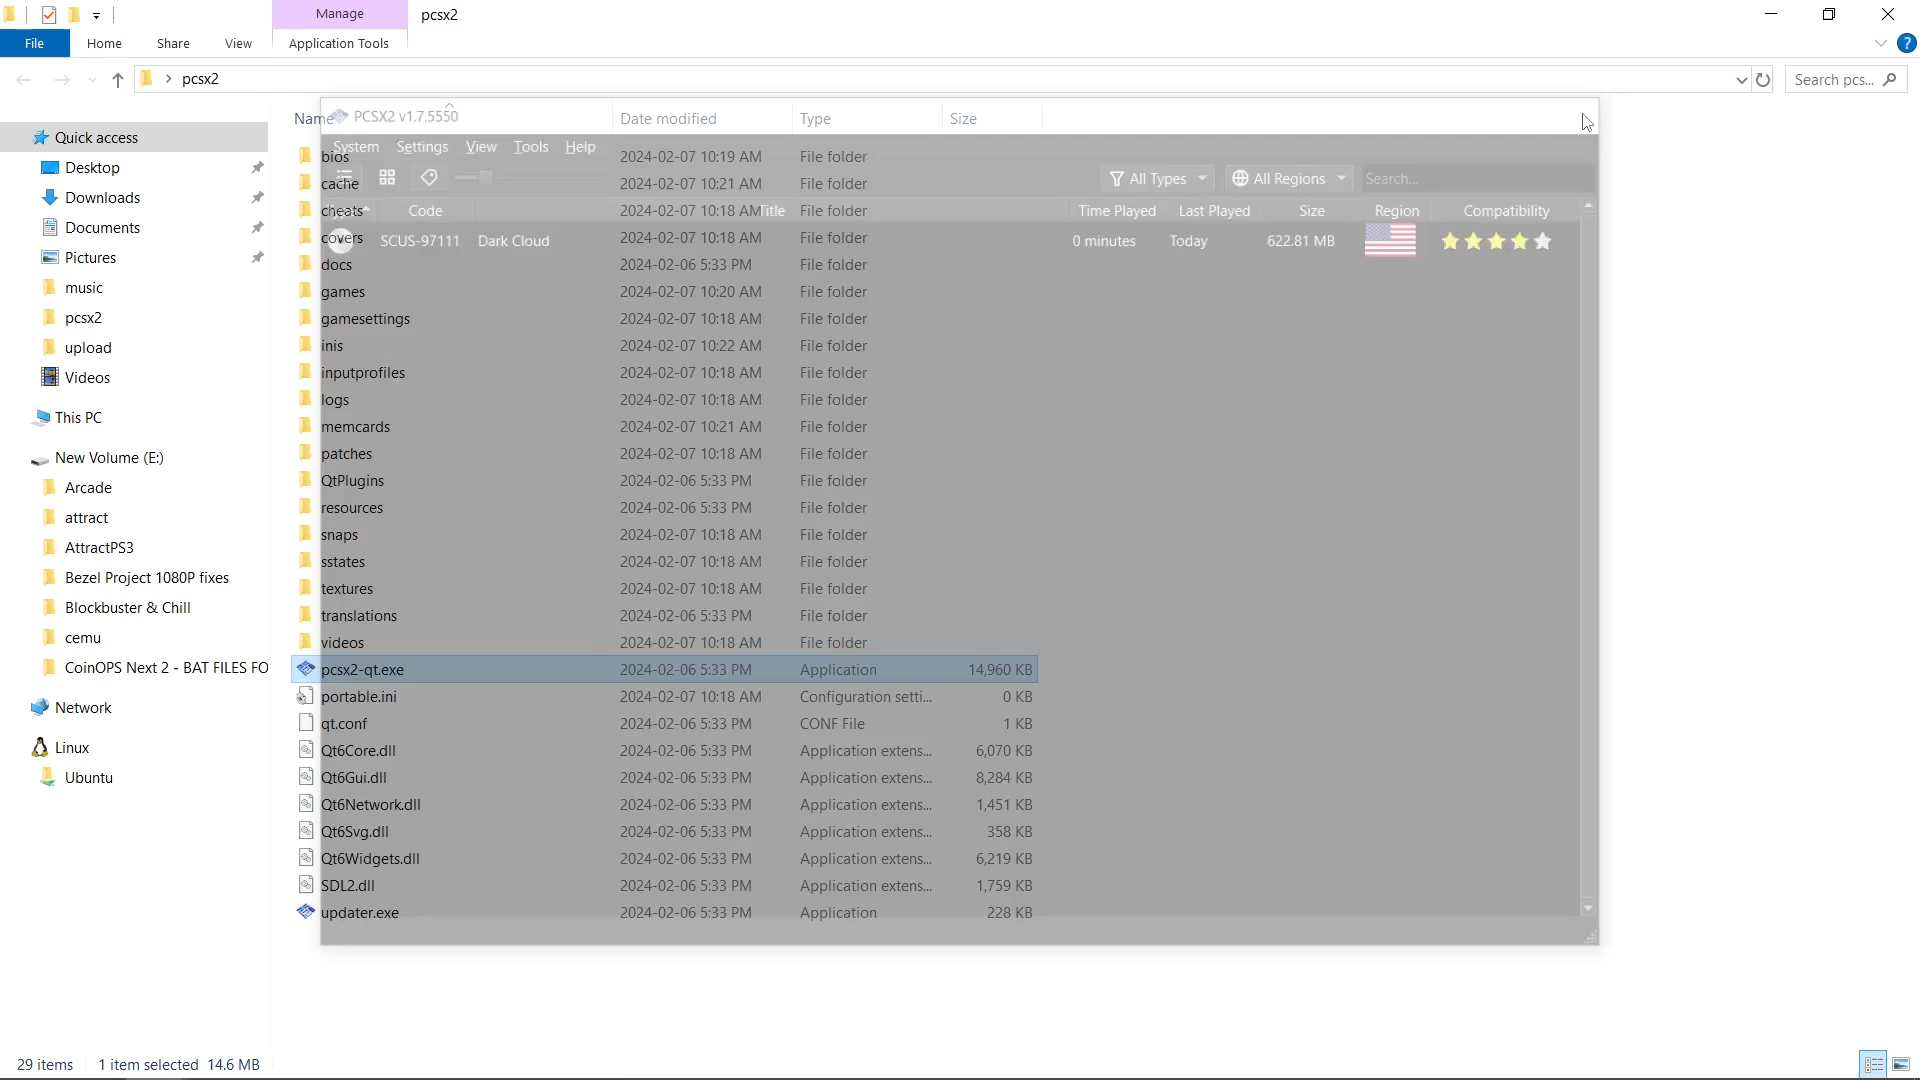 Manage
pcsx2
File
Home
Share
View
Application Tools
?
pcsx2
Search pcs...
Name
Date modified
Type
Size
PCSX2 v1.7.5550
System
Settings
View
Tools
Help
All Types
All Regions
Search...
Code
Title
Time Played
Last Played
Size
Region
Compatibility
SCUS-97111
Dark Cloud
0 minutes
Today
622.81 MB
Quick access
Desktop
Downloads
Documents
Pictures
music
pcsx2
upload
Videos
This PC
New Volume (E:)
Arcade
attract
AttractPS3
Bezel Project 1080P fixes
Blockbuster & Chill
cemu
CoinOPS Next 2 - BAT FILES FO
Network
Linux
Ubuntu
bios 2024-02-07 10:19 AM File folder
cache 2024-02-07 10:21 AM File folder
cheats 2024-02-07 10:18 AM File folder
covers 2024-02-07 10:18 AM File folder
docs 2024-02-06 5:33 PM File folder
games 2024-02-07 10:20 AM File folder
gamesettings 2024-02-07 10:18 AM File folder
inis 2024-02-07 10:22 AM File folder
inputprofiles 2024-02-07 10:18 AM File folder
logs 2024-02-07 10:18 AM File folder
memcards 2024-02-07 10:21 AM File folder
patches 2024-02-07 10:18 AM File folder
QtPlugins 2024-02-06 5:33 PM File folder
resources 2024-02-06 5:33 PM File folder
snaps 2024-02-07 10:18 AM File folder
sstates 2024-02-07 10:18 AM File folder
textures 2024-02-07 10:18 AM File folder
translations 2024-02-06 5:33 PM File folder
videos 2024-02-07 10:18 AM File folder
pcsx2-qt.exe 2024-02-06 5:33 PM Application 14,960 KB
portable.ini 2024-02-07 10:18 AM Configuration setti... 0 KB
qt.conf 2024-02-06 5:33 PM CONF File 1 KB
Qt6Core.dll 2024-02-06 5:33 PM Application extens... 6,070 KB
Qt6Gui.dll 2024-02-06 5:33 PM Application extens... 8,284 KB
Qt6Network.dll 2024-02-06 5:33 PM Application extens... 1,451 KB
Qt6Svg.dll 2024-02-06 5:33 PM Application extens... 358 KB
Qt6Widgets.dll 2024-02-06 5:33 PM Application extens... 6,219 KB
SDL2.dll 2024-02-06 5:33 PM Application extens... 1,759 KB
updater.exe 2024-02-06 5:33 PM Application 228 KB
29 items
1 item selected 14.6 MB